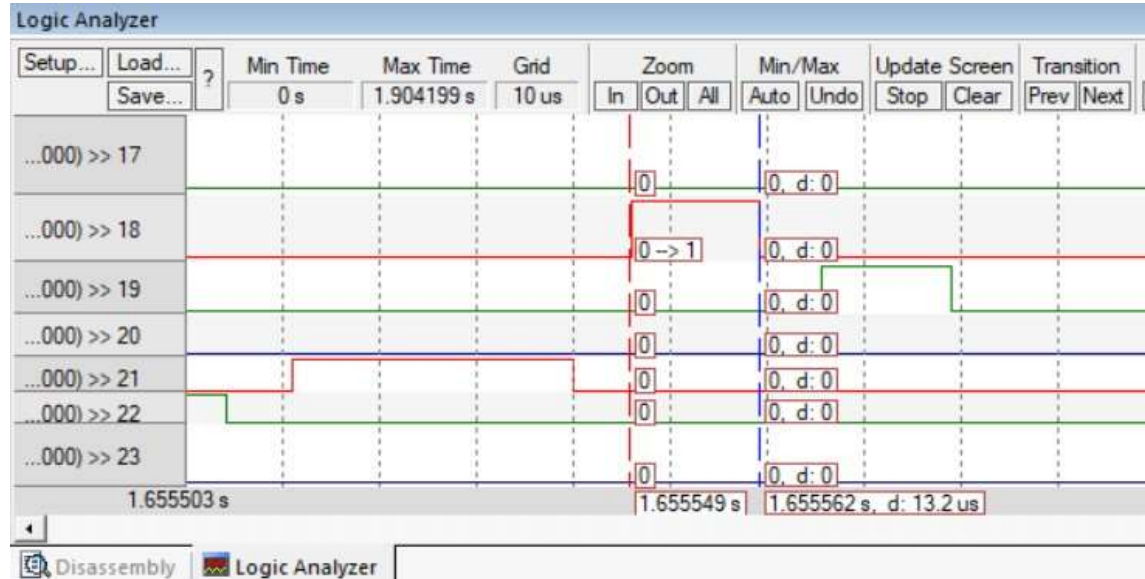 Logic Analyzer
Setup... Load... ? Min Time Max Time Grid Zoom Min/Max Update Screen Transition
Save... 0 s 1.904199 s 10 us In Out All Auto Undo Stop Clear Prev Next
...000) >> 17
0 0, d: 0
...000) >> 18
0 --> 1 0, d: 0
...000) >> 19
0 0, d: 0
...000) >> 20
0 0, d: 0
...000) >> 21
0 0, d: 0
...000) >> 22
0 0, d: 0
...000) >> 23
0 0, d: 0
1.655503 s 1.655549 s 1.655562 s, d: 13.2 us
Disassembly Logic Analyzer